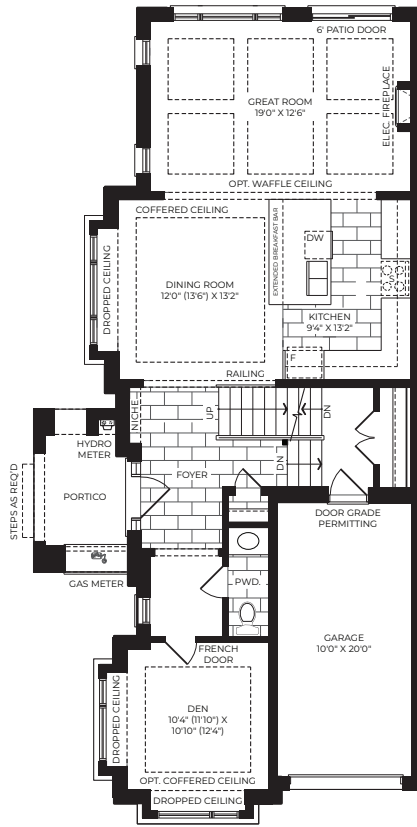 6' PATIO DOOR
ELEC. FIREPLACE
GREAT ROOM
19'0" X 12'6"
OPT. WAFFLE CEILING
COFFERED CEILING
EXTENDED BREAKFAST BAR
DW
DROPPED CEILING
DINING ROOM
12'0" (13'6") X 13'2"
S
KITCHEN
9'4" X 13'2"
F
RAILING
NICHE
UP
DN
HYDRO
METER
FOYER
DN
STEPS AS REQ'D
PORTICO
DOOR GRADE
PERMITTING
GAS METER
PWD.
FRENCH
DOOR
GARAGE
10'0" X 20'0"
DROPPED CEILING
DEN
10'4" (11'10") X
10'10" (12'4")
OPT. COFFERED CEILING
DROPPED CEILING